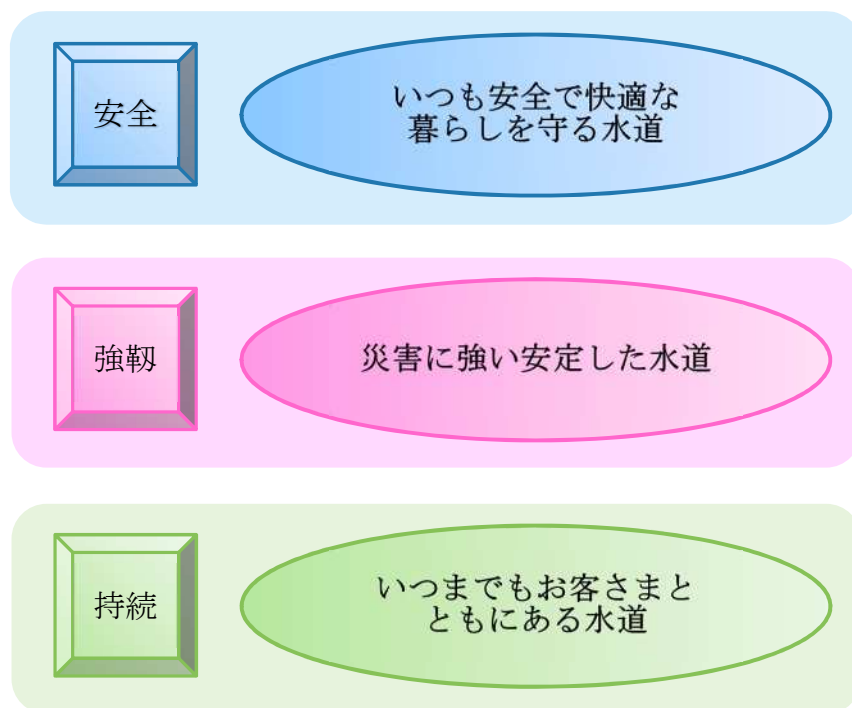 安全
いつも安全で快適な
暮らしを守る水道
強靱
災害に強い安定した水道
持続
いつまでもお客さまと
ともにある水道